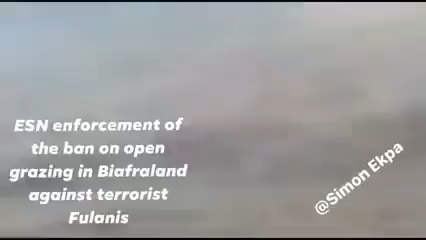 ESN enforcement of
the ban on open
grazing in Biafraland
against terrorist
Fulanis
@Simon Ekpa